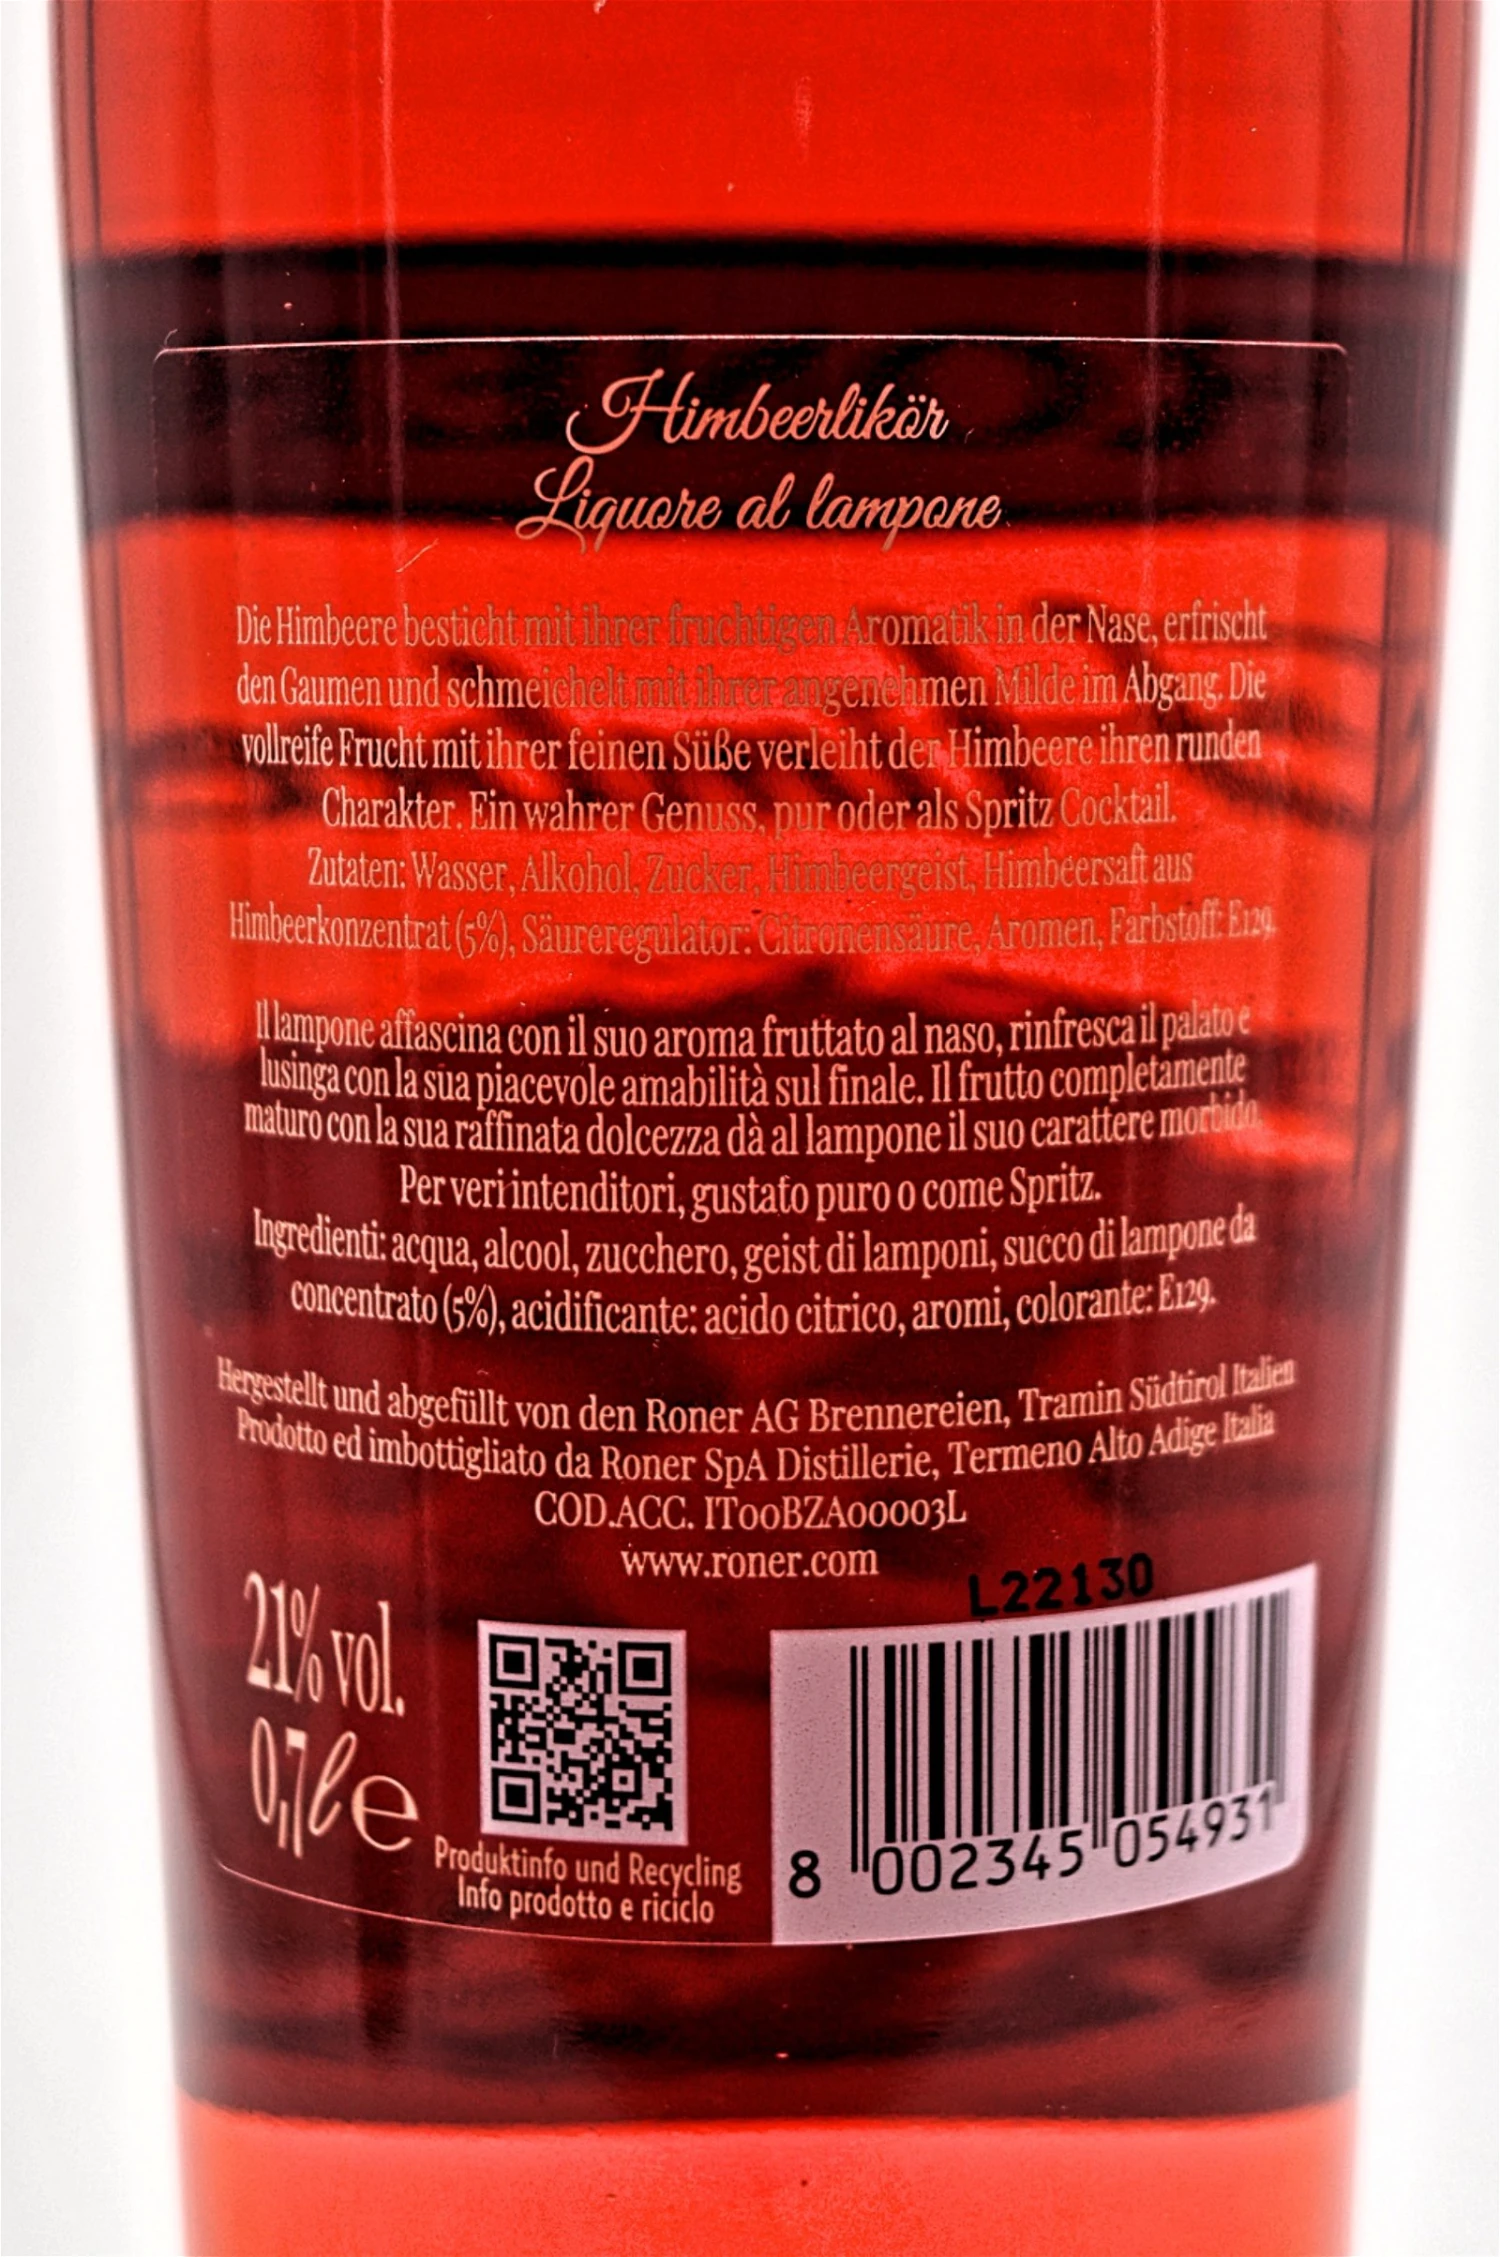 Himbeerlikör
Liquore al lampone
Die Himbeere besticht mit ihrer fruchtigen Aromatik in der Nase, erfrischt
den Gaumen und schmeichelt mit ihrer angenehmen Milde im Abgang. Die
vollreife Frucht mit ihrer feinen Süße verleiht der Himbeere ihren runden
Charakter. Ein wahrer Genuss, pur oder als Spritz Cocktail.
Zutaten: Wasser, Alkohol, Zucker, Himbeergeist, Himbeersaft aus
Himbeerkonzentrat (5%), Säureregulator: Citronensäure, Aromen, Farbstoff: E129.
Il lampone affascina con il suo aroma fruttato al naso, rinfresca il palato e
lusinga con la sua piacevole amabilità sul finale. Il frutto completamente
maturo con la sua raffinata dolcezza dà al lampone il suo carattere morbido.
Per veri intenditori, gustato puro o come Spritz.
Ingredienti: acqua, alcool, zucchero, geist di lamponi, succo di lampone da
concentrato (5%), acidificante: acido citrico, aromi, colorante: E129.
Hergestellt und abgefüllt von den Roner AG Brennereien, Tramin Südtirol Italien
Prodotto ed imbottigliato da Roner SpA Distillerie, Termeno Alto Adige Italia
COD.ACC. IT00BZA00003L
www.roner.com
L22130
21% vol.
0,7 ℓ e
Produktinfo und Recycling
Info prodotto e riciclo
8 002345 054931